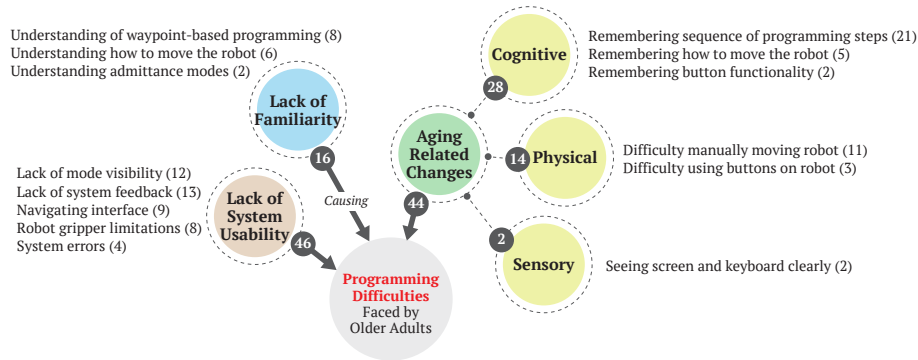 Understanding of waypoint-based programming (8)
Understanding how to move the robot (6)
Understanding admittance modes (2)
Lack of
Familiarity
16
Lack of mode visibility (12)
Lack of system feedback (13)
Navigating interface (9)
Robot gripper limitations (8)
System errors (4)
Lack of
System
Usability
46
Causing
Aging
Related
Changes
44
Programming
Difficulties
Faced by
Older Adults
Cognitive
28
Remembering sequence of programming steps (21)
Remembering how to move the robot (5)
Remembering button functionality (2)
14
Physical
Difficulty manually moving robot (11)
Difficulty using buttons on robot (3)
2
Sensory
Seeing screen and keyboard clearly (2)